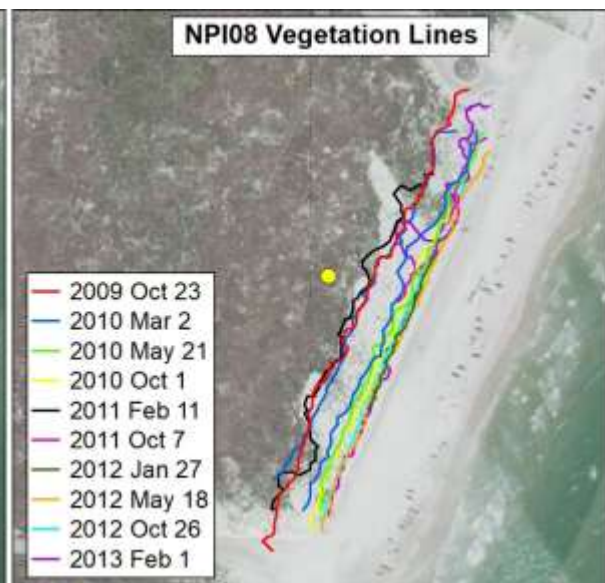 NPI08 Vegetation Lines
2009 Oct 23
2010 Mar 2
2010 May 21
2010 Oct 1
2011 Feb 11
2011 Oct 7
2012 Jan 27
2012 May 18
2012 Oct 26
2013 Feb 1